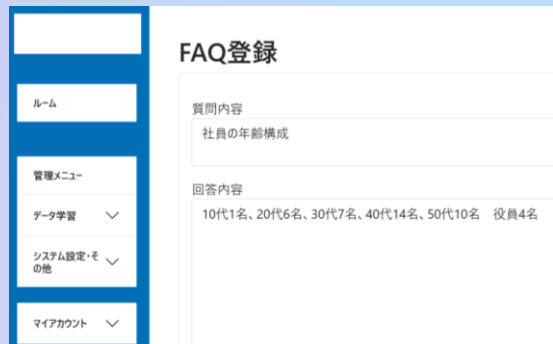 FAQ登録
ルーム
質問内容
社員の年齢構成
管理メニュー
回答内容
データ学習
10代1名、20代6名、30代7名、40代14名、50代10名　役員4名
システム設定・そ
の他
マイアカウント